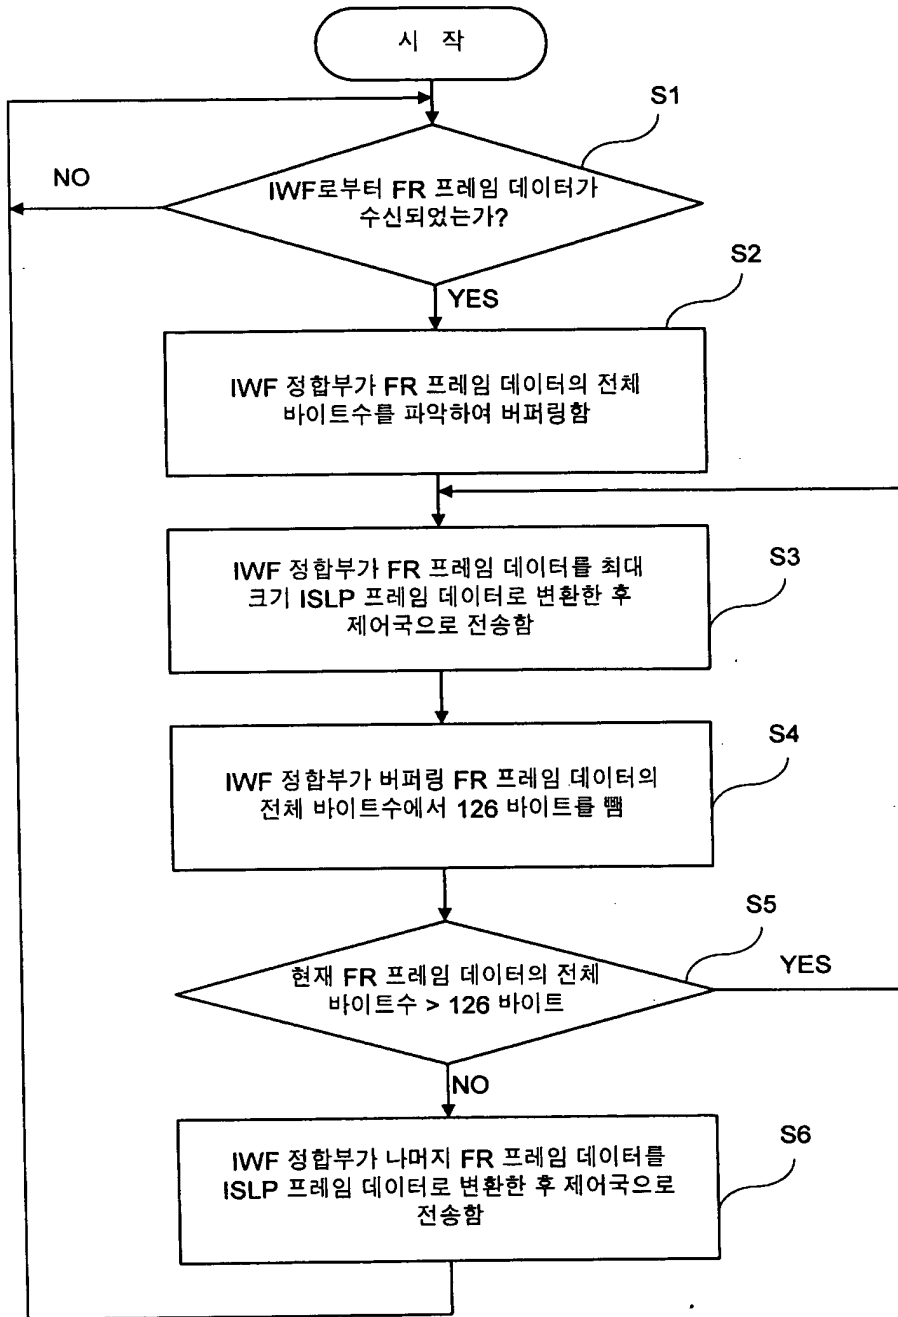 시 작
S1
NO
IWF로부터 FR 프레임 데이터가
수신되었는가?
YES
S2
IWF 정합부가 FR 프레임 데이터의 전체
바이트수를 파악하여 버퍼링함
S3
IWF 정합부가 FR 프레임 데이터를 최대
크기 ISLP 프레임 데이터로 변환한 후
제어국으로 전송함
S4
IWF 정합부가 버퍼링 FR 프레임 데이터의
전체 바이트수에서 126 바이트를 뺌
S5
현재 FR 프레임 데이터의 전체
바이트수 > 126 바이트
YES
NO
S6
IWF 정합부가 나머지 FR 프레임 데이터를
ISLP 프레임 데이터로 변환한 후 제어국으로
전송함